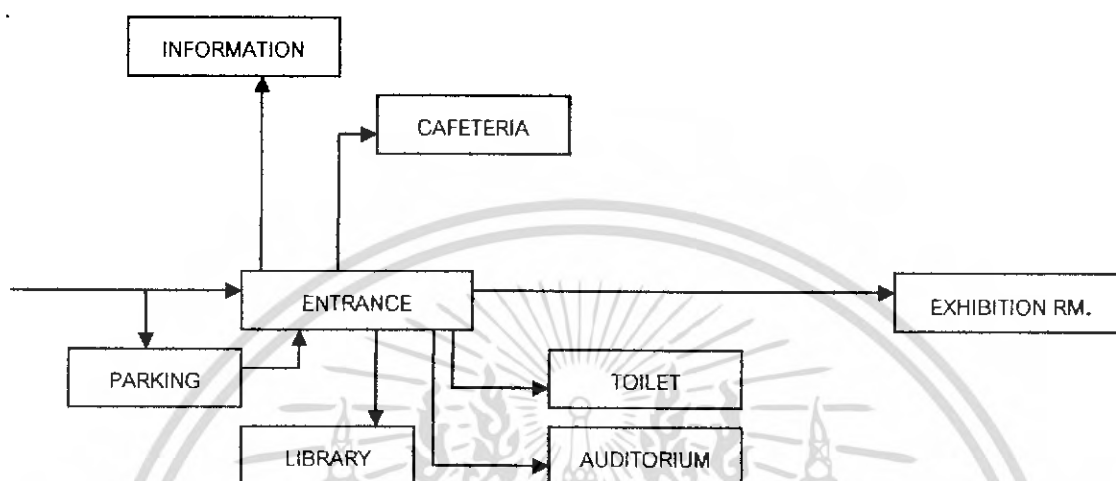 INFORMATION
CAFETERIA
ENTRANCE
EXHIBITION RM.
PARKING
TOILET
LIBRARY
AUDITORIUM